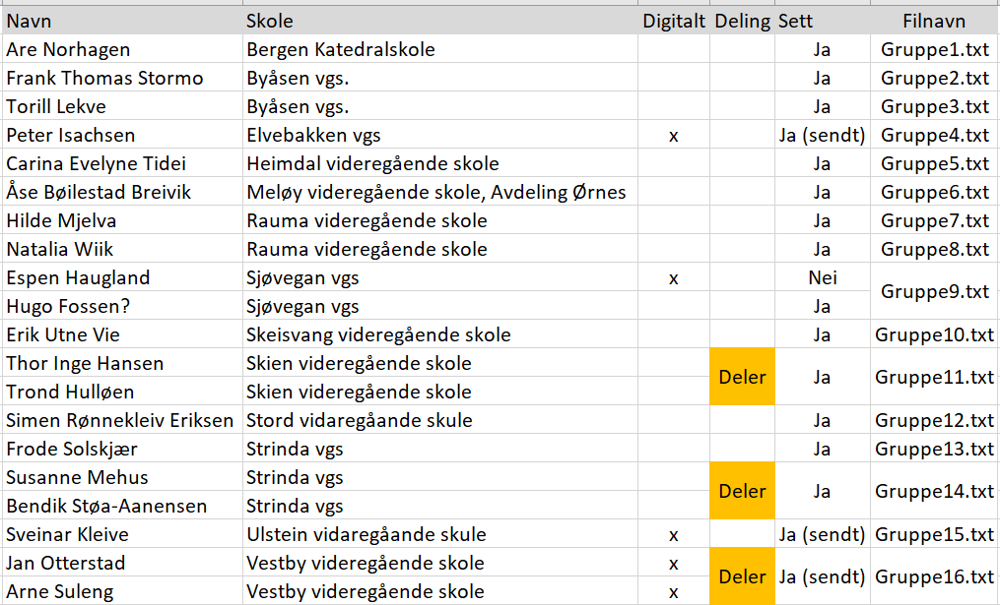 Navn Skole Digitalt Deling Sett Filnavn
Are Norhagen Bergen Katedralskole Ja Gruppe1.txt
Frank Thomas Stormo Byåsen vgs. Ja Gruppe2.txt
Torill Lekve Byåsen vgs. Ja Gruppe3.txt
Peter Isachsen Elvebakken vgs x Ja (sendt) Gruppe4.txt
Carina Evelyne Tidei Heimdal videregående skole Ja Gruppe5.txt
Åse Bøilestad Breivik Meløy videregående skole, Avdeling Ørnes Ja Gruppe6.txt
Hilde Mjelva Rauma videregående skole Ja Gruppe7.txt
Natalia Wiik Rauma videregående skole Ja Gruppe8.txt
Espen Haugland Sjøvegan vgs x Nei
Gruppe9.txt
Hugo Fossen? Sjøvegan vgs Ja
Erik Utne Vie Skeisvang videregående skole Ja Gruppe10.txt
Thor Inge Hansen Skien videregående skole
Deler Ja Gruppe11.txt
Trond Hulløen Skien videregående skole
Simen Rønnekleiv Eriksen Stord vidaregåande skule Ja Gruppe12.txt
Frode Solskjær Strinda vgs Ja Gruppe13.txt
Susanne Mehus Strinda vgs
Deler Ja Gruppe14.txt
Bendik Støa-Aanensen Strinda vgs
Sveinar Kleive Ulstein vidaregåande skule x Ja (sendt) Gruppe15.txt
Jan Otterstad Vestby videregående skole x
Deler Ja (sendt) Gruppe16.txt
Arne Suleng Vestby videregående skole x